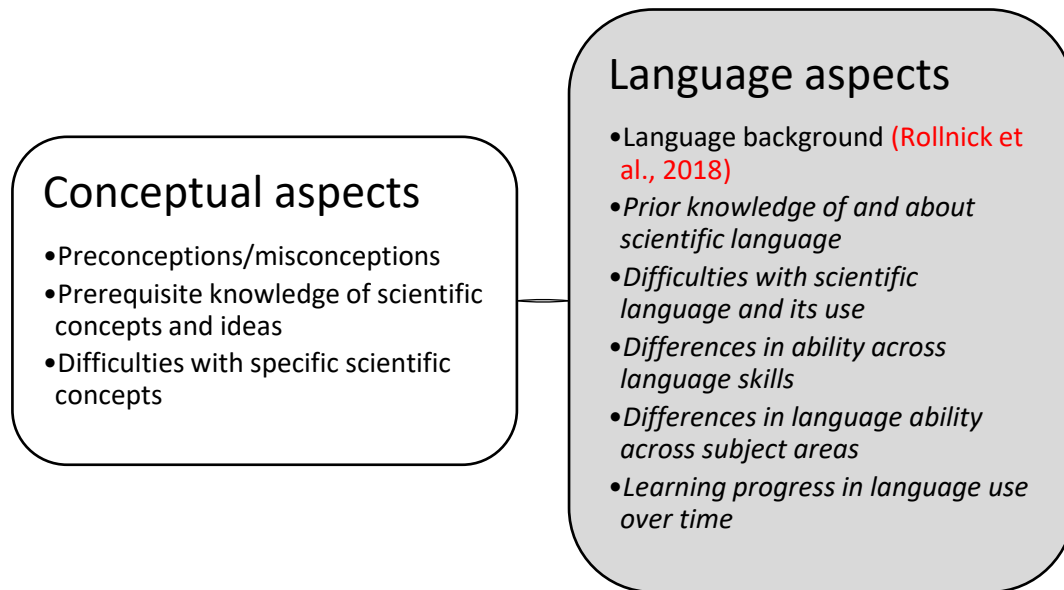 Conceptual aspects
•Preconceptions/misconceptions
•Prerequisite knowledge of scientific
concepts and ideas
•Difficulties with specific scientific
concepts
Language aspects
•Language background (Rollnick et
al., 2018)
•Prior knowledge of and about
scientific language
•Difficulties with scientific
language and its use
•Differences in ability across
language skills
•Differences in language ability
across subject areas
•Learning progress in language use
over time